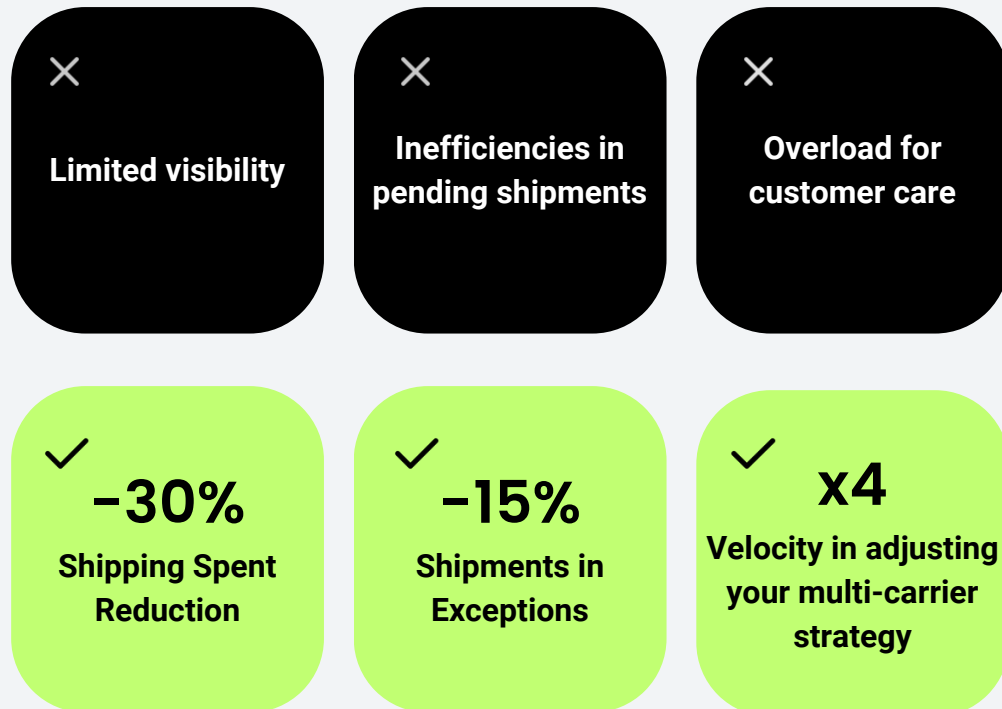 Limited visibility
Inefficiencies in
pending shipments
Overload for
customer care
-30%
Shipping Spent
Reduction
-15%
Shipments in
Exceptions
x4
Velocity in adjusting
your multi-carrier
strategy